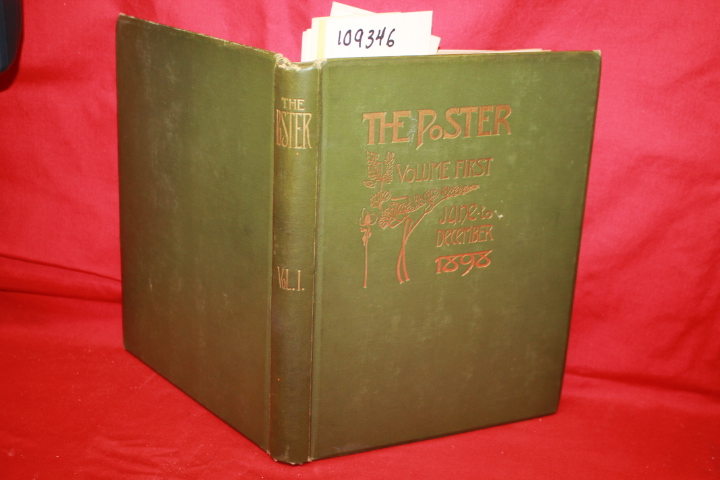 109346
THE
POSTER
VOL. I.
THE POSTER
VOLUME FIRST
JUNE to
DECEMBER
1898